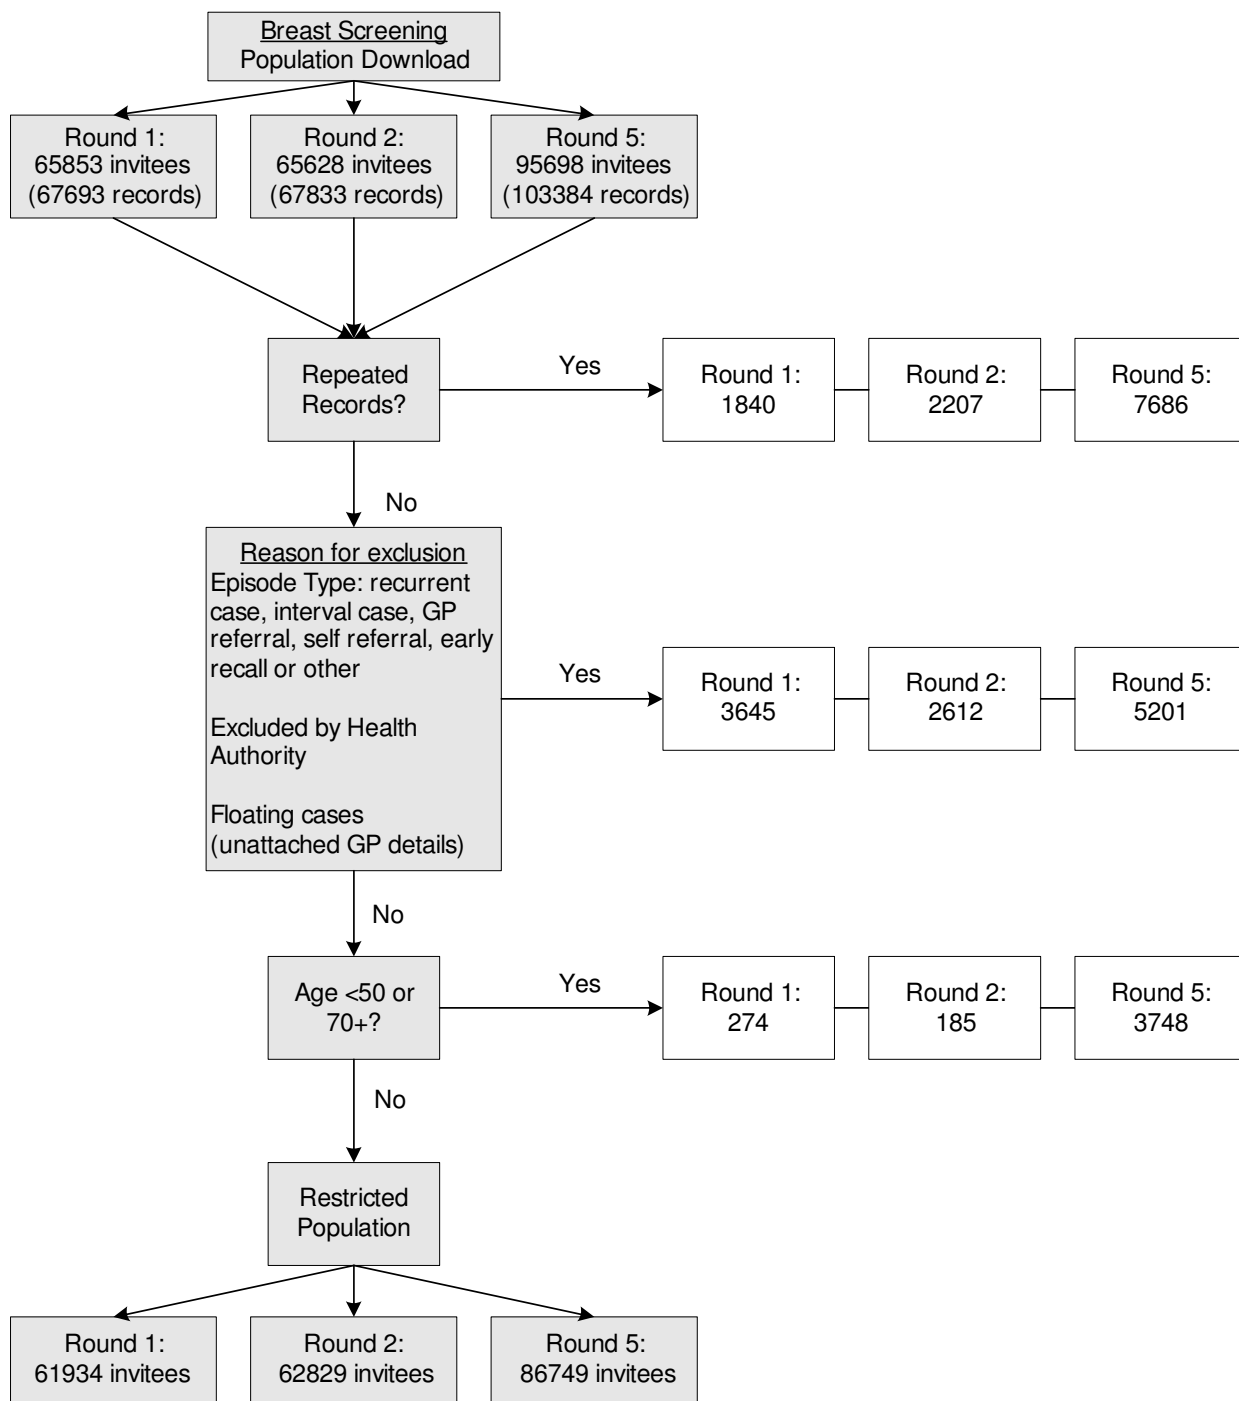 Breast Screening
Population Download
Round 1:
65853 invitees
(67693 records)
Round 2:
65628 invitees
(67833 records)
Round 5:
95698 invitees
(103384 records)
Repeated
Records?
Yes
Round 1:
1840
Round 2:
2207
Round 5:
7686
No
Reason for exclusion
Episode Type: recurrent
case, interval case, GP
referral, self referral, early
recall or other
Excluded by Health
Authority
Floating cases
(unattached GP details)
Yes
Round 1:
3645
Round 2:
2612
Round 5:
5201
No
Age <50 or
70+?
Yes
Round 1:
274
Round 2:
185
Round 5:
3748
No
Restricted
Population
Round 1:
61934 invitees
Round 2:
62829 invitees
Round 5:
86749 invitees